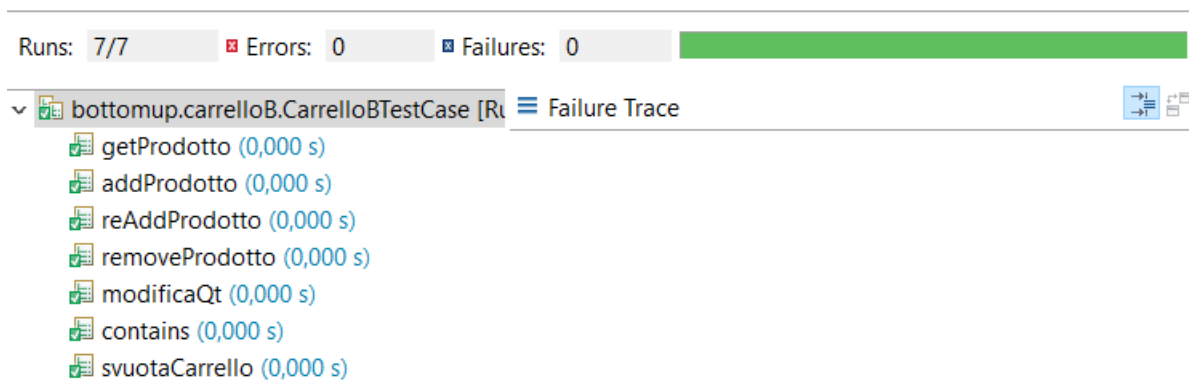 Runs: 7/7 Errors: 0 Failures: 0
bottomup.carrelloB.CarrelloBTestCase Failure Trace
getProdotto (0,000 s)
addProdotto (0,000 s)
reAddProdotto (0,000 s)
removeProdotto (0,000 s)
modificaQt (0,000 s)
contains (0,000 s)
svuotaCarrello (0,000 s)